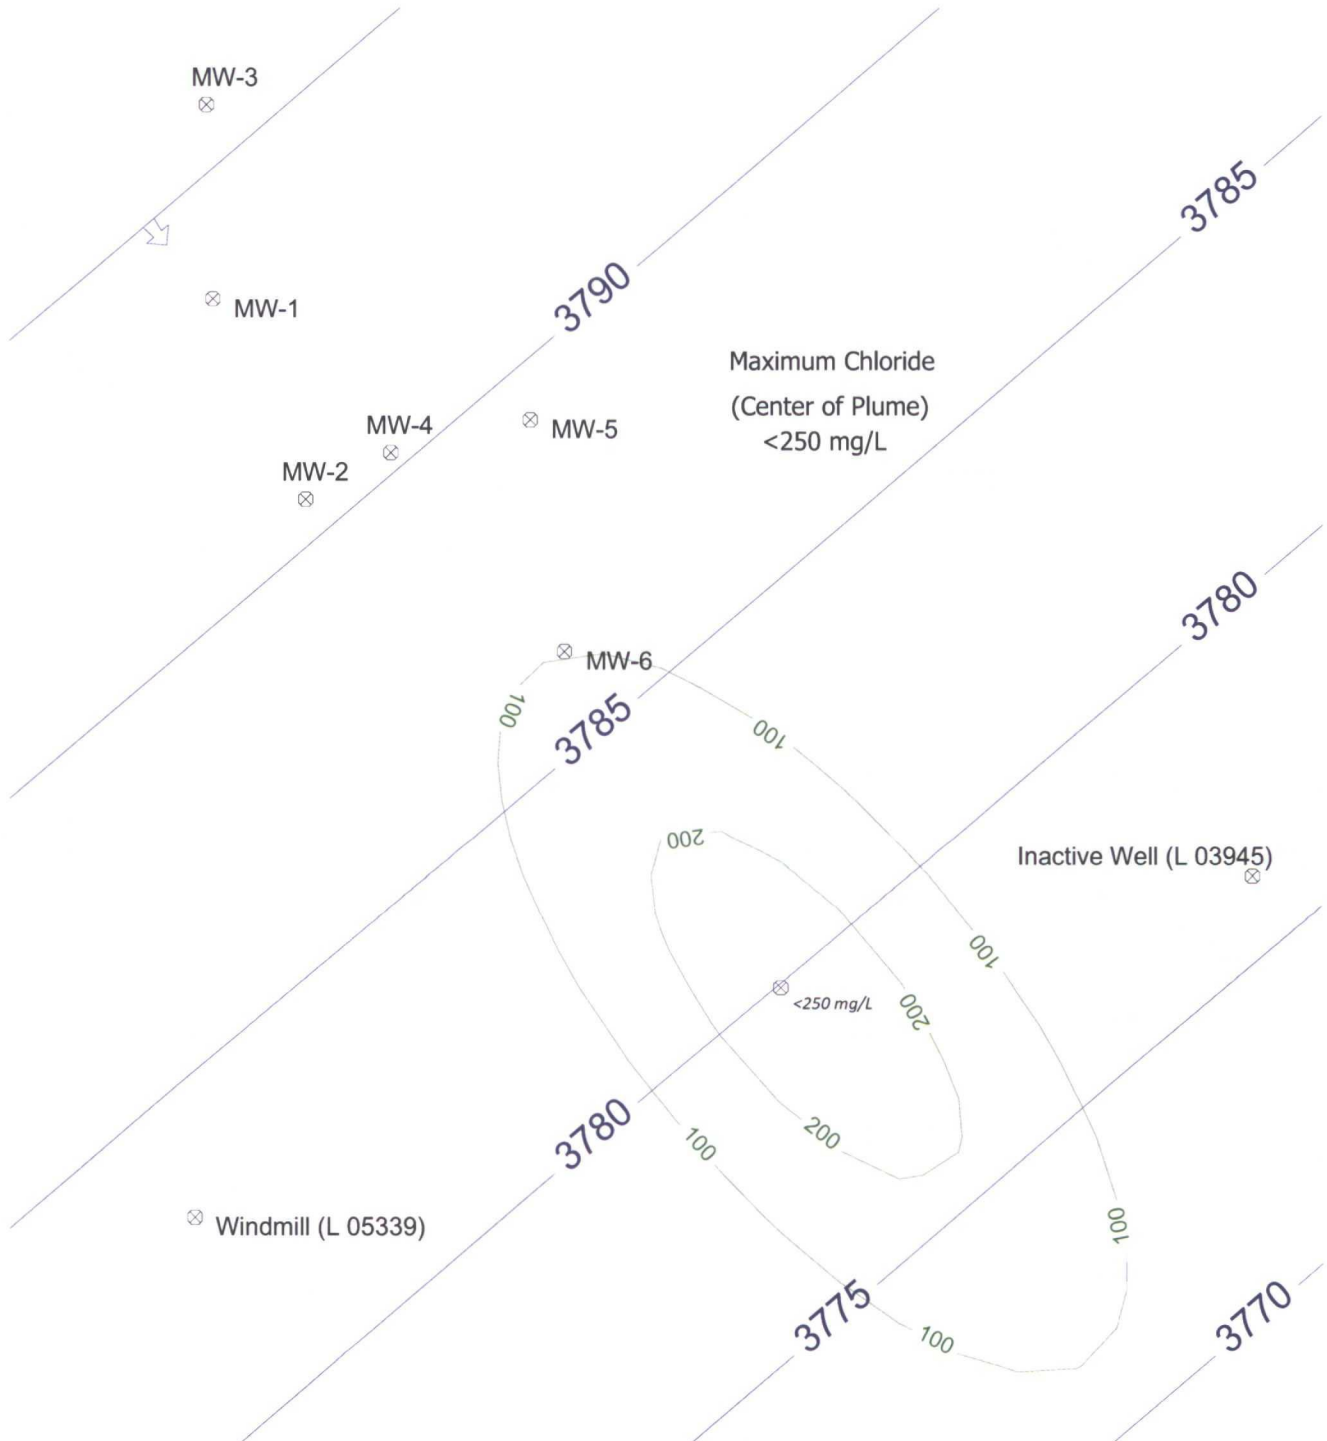 MW-3
3785
3790
MW-1
Maximum Chloride
(Center of Plume)
<250 mg/L
MW-4
MW-5
MW-2
3780
MW-6
100
3785
100
200
Inactive Well (L 03945)
100
<250 mg/L
200
3780
200
100
Windmill (L 05339)
100
3775
3770
100